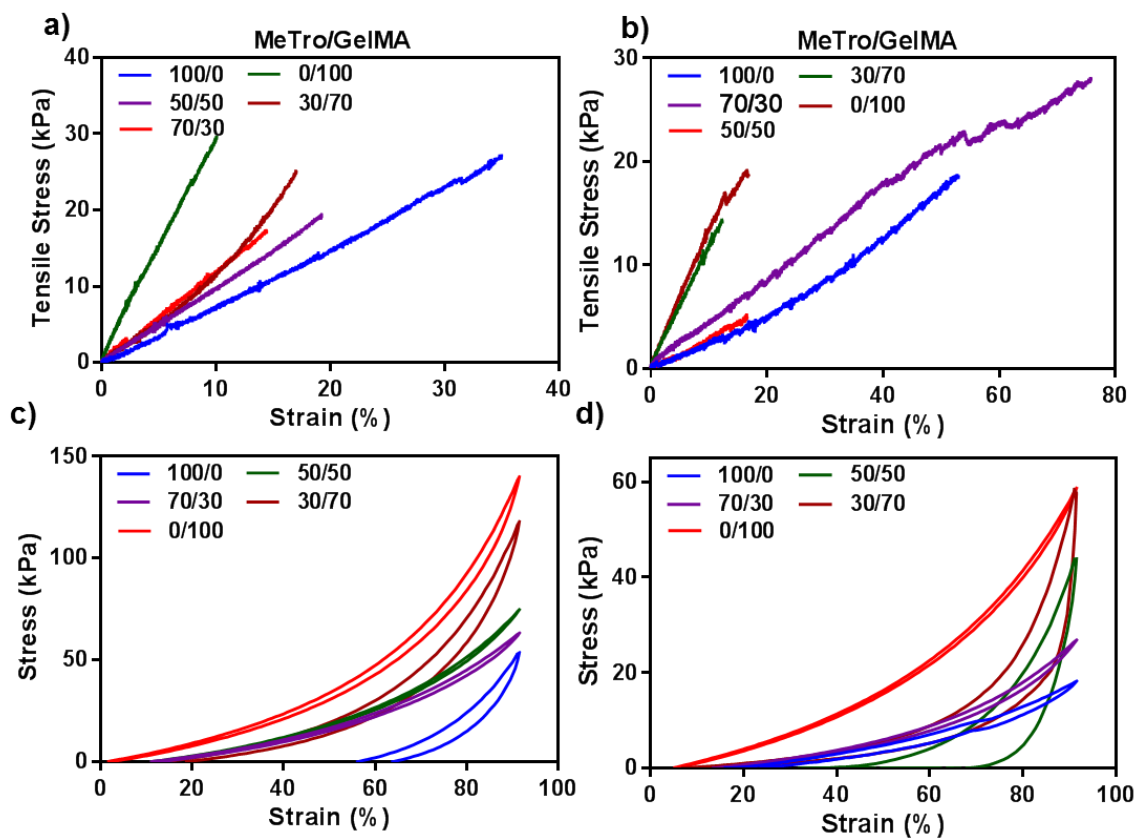 a)
MeTro/GelMA
40
30
20
10
0
Tensile Stress (kPa)
100/0 0/100
50/50 30/70
70/30
0 10 20 30 40
Strain (%)
b)
MeTro/GelMA
30
20
10
0
Tensile Stress (kPa)
100/0 30/70
70/30 0/100
50/50
0 20 40 60 80
Strain (%)
c)
150
100
50
0
Stress (kPa)
100/0 50/50
70/30 30/70
0/100
0 20 40 60 80 100
Strain (%)
d)
60
40
20
0
Stress (kPa)
100/0 50/50
70/30 30/70
0/100
0 20 40 60 80 100
Strain (%)